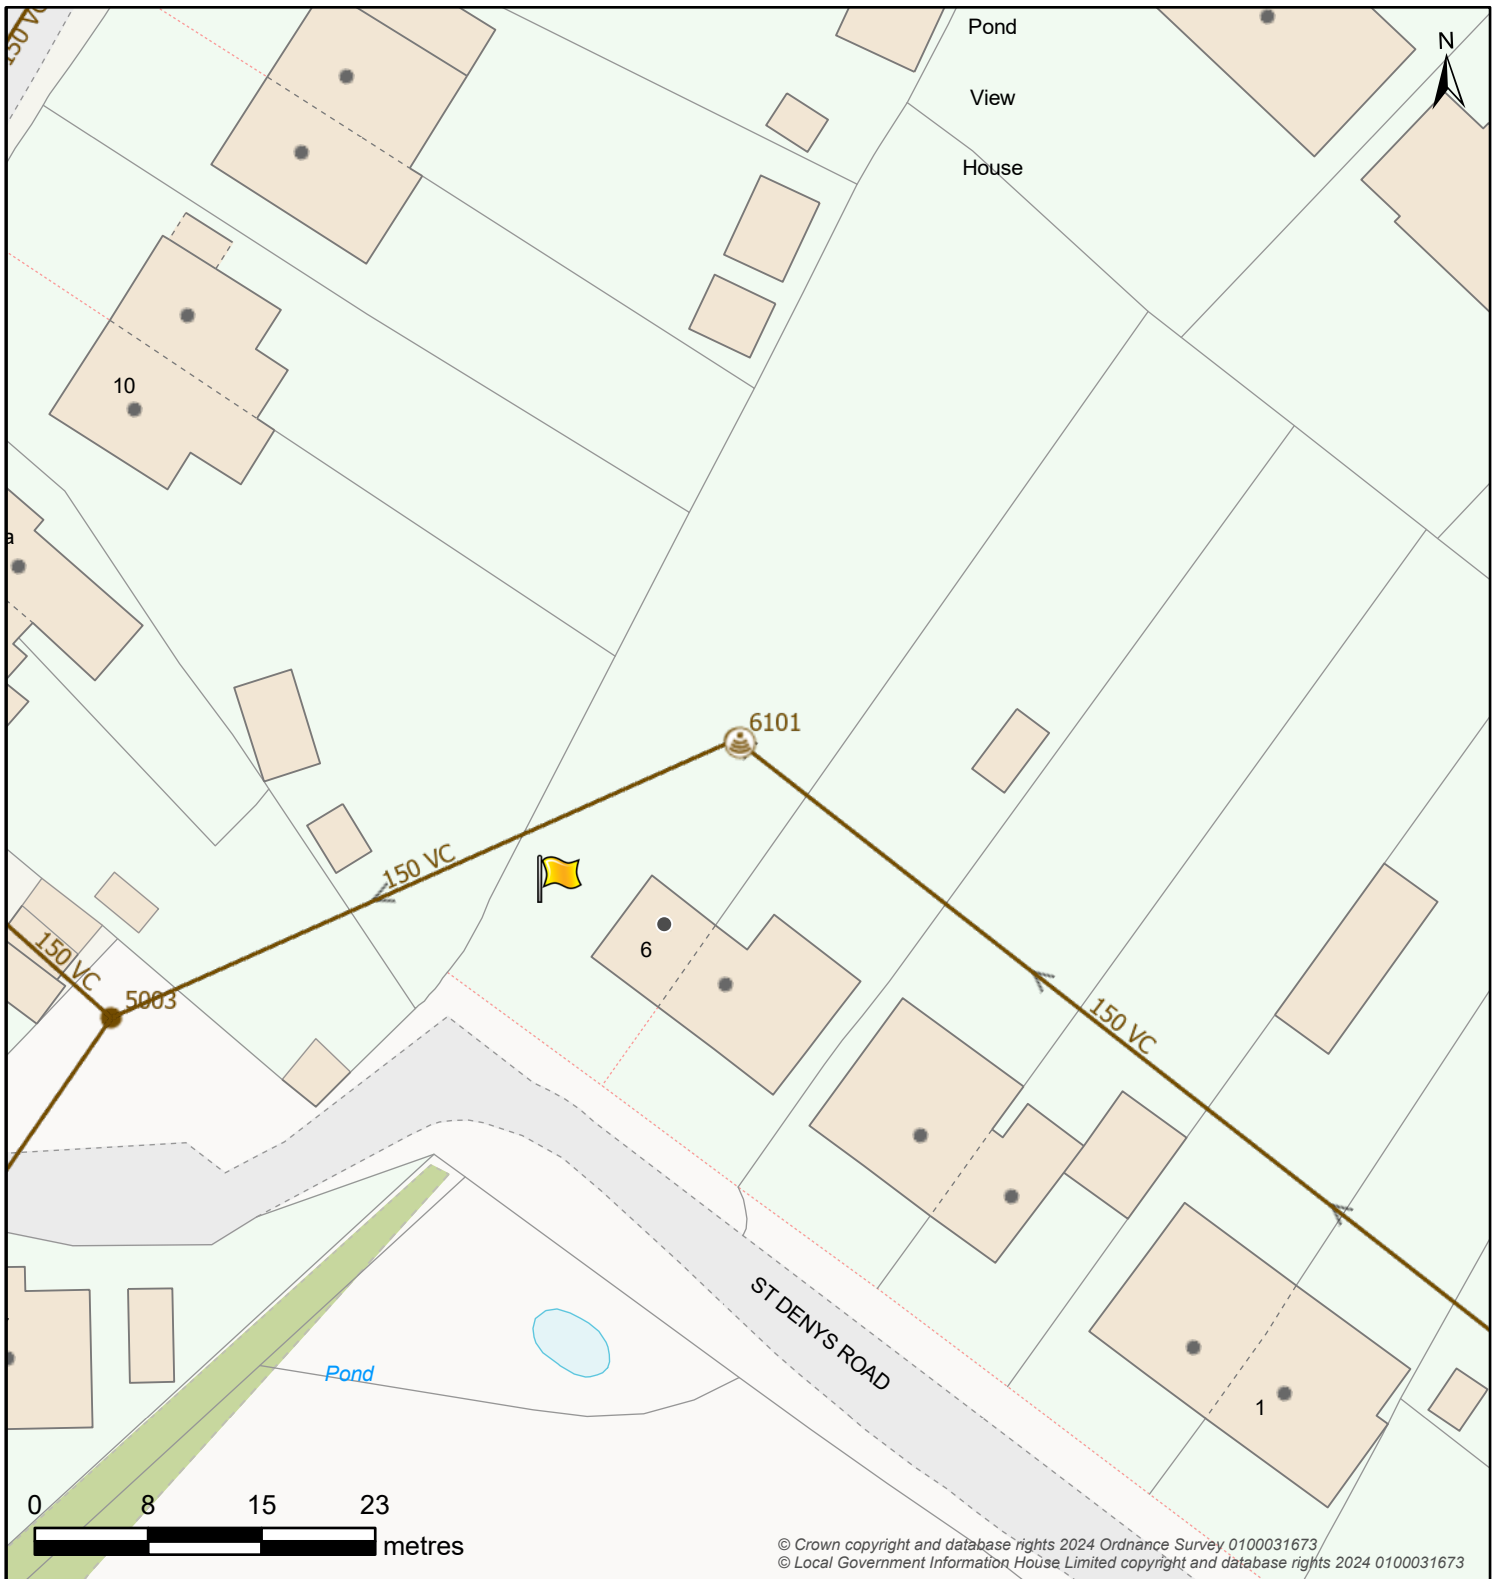 150 VC
Pond
View
House
N
10
a
6101
150 VC
6
150 VC
5003
150 VC
ST DENYS ROAD
Pond
1
0 8 15 23
metres
© Crown copyright and database rights 2024 Ordnance Survey 0100031673
© Local Government Information House Limited copyright and database rights 2024 0100031673